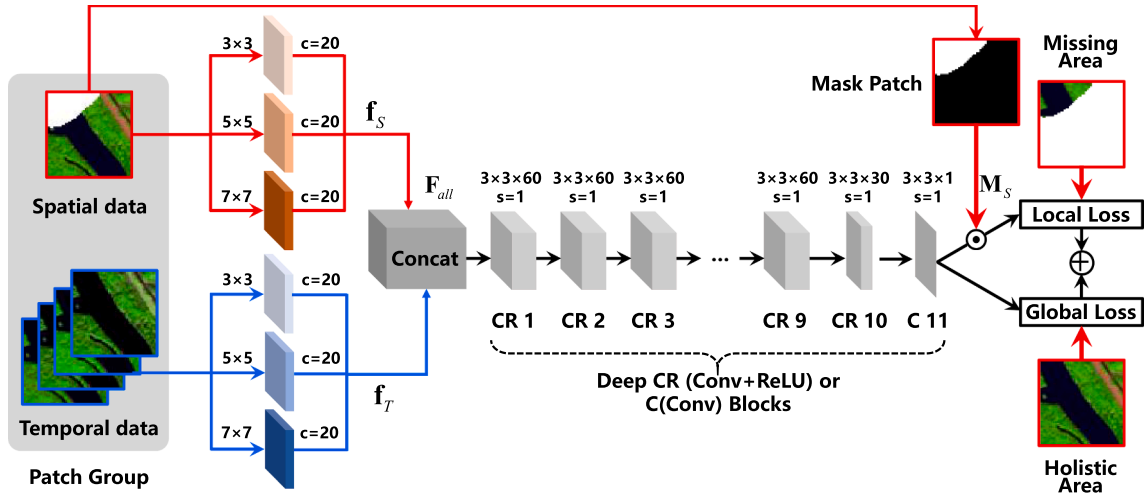 3×3
c=20
5×5
c=20
7×7
c=20
Spatial data
f_S
3×3
c=20
5×5
c=20
7×7
c=20
Temporal data
Patch Group
f_T
F_all
Concat
3×3×60
s=1
3×3×60
s=1
3×3×60
s=1
...
3×3×60
s=1
3×3×30
s=1
3×3×1
s=1
CR 1
CR 2
CR 3
CR 9
CR 10
C 11
Deep CR (Conv+ReLU) or
C(Conv) Blocks
Mask Patch
M_S
Missing
Area
Local Loss
Global Loss
Holistic
Area